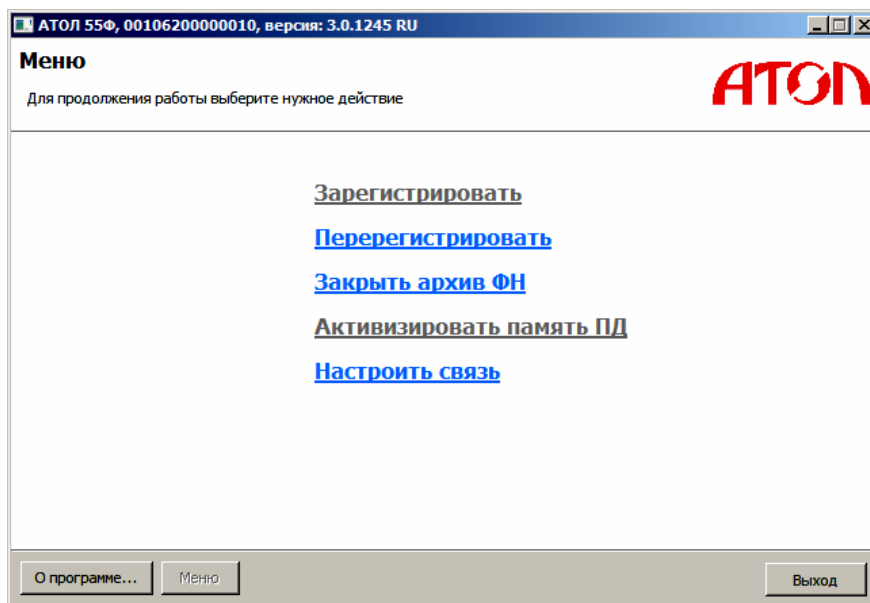 АТОЛ 55Ф, 00106200000010, версия: 3.0.1245 RU
Меню
Для продолжения работы выберите нужное действие
АТОЛ
Зарегистрировать
Перерегистрировать
Закрыть архив ФН
Активизировать память ПД
Настроить связь
О программе...
Меню
Выход